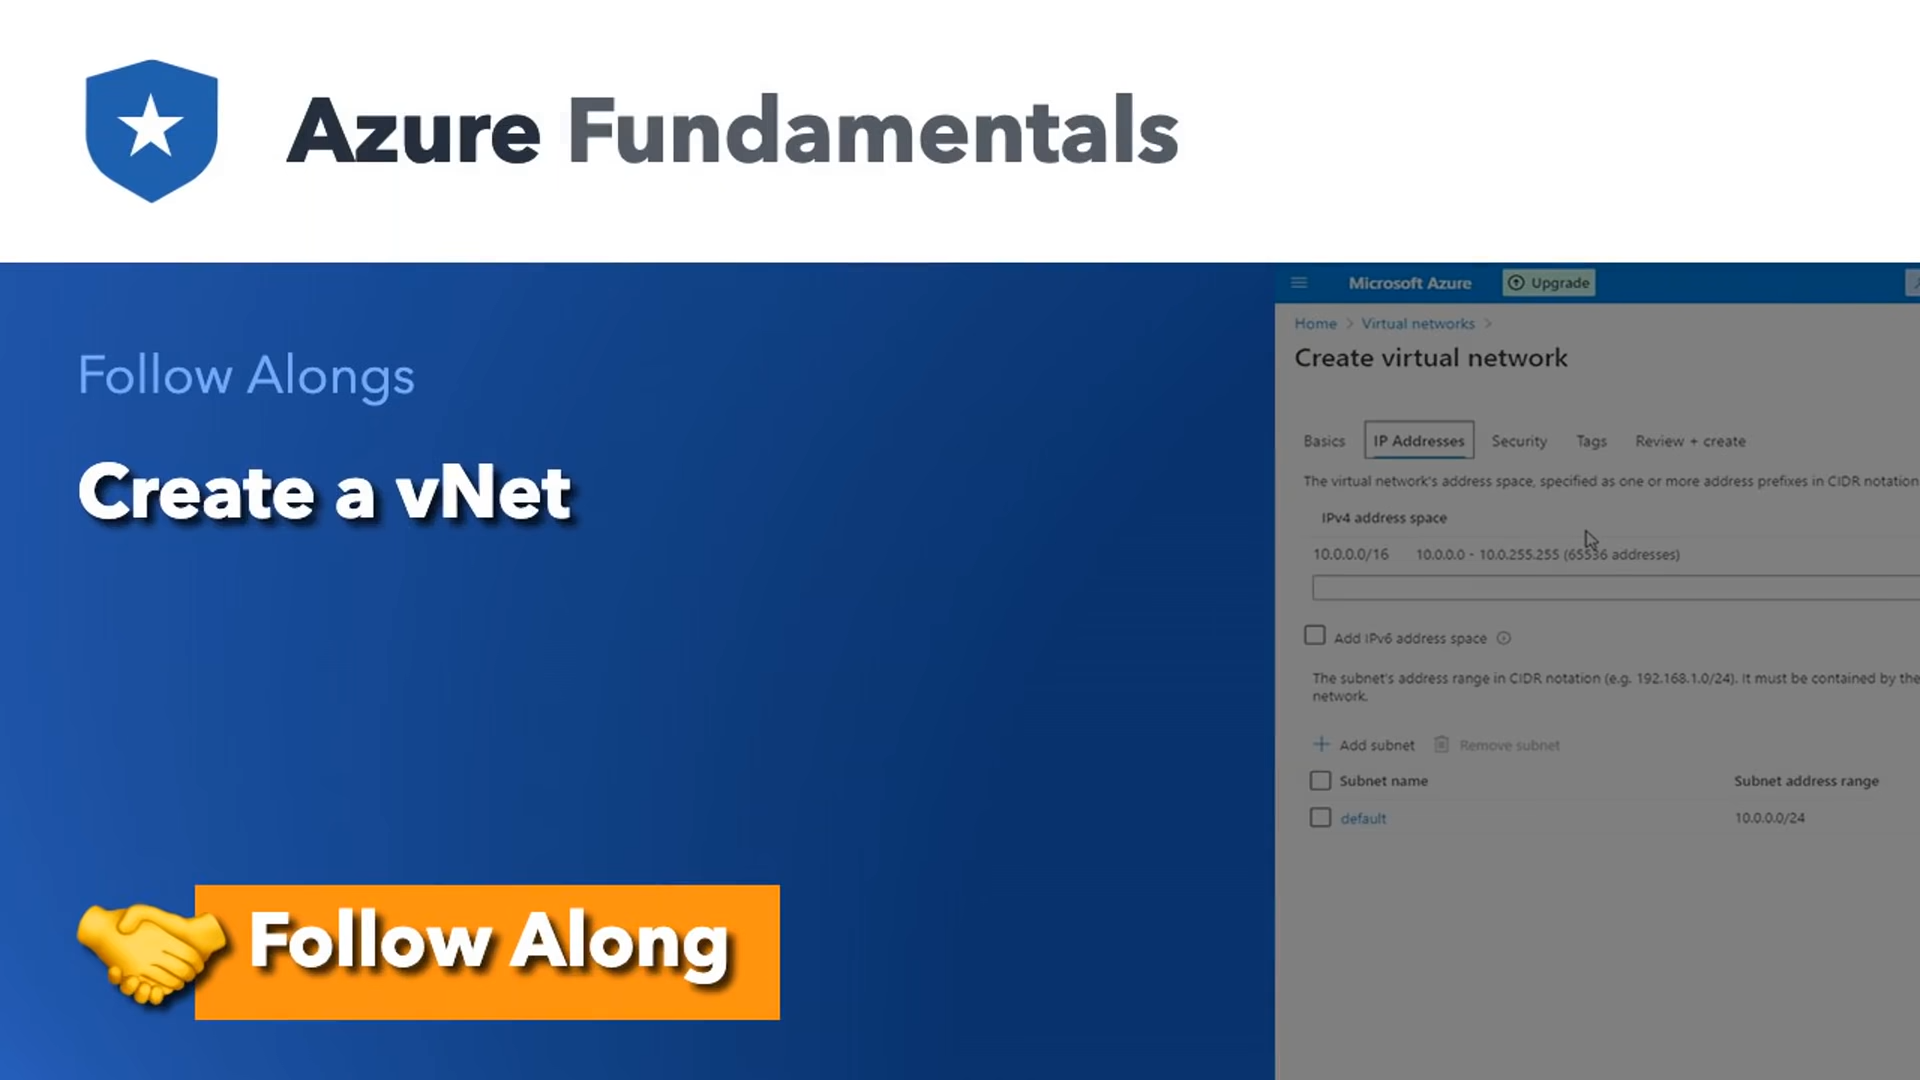 Azure Fundamentals
Follow Alongs
Create a vNet
Follow Along
Microsoft Azure
Upgrade
Home > Virtual networks >
Create virtual network
Basics IP Addresses Security Tags Review + create
The virtual network's address space, specified as one or more address prefixes in CIDR notation
IPv4 address space
10.0.0.0/16 10.0.0.0 - 10.0.255.255 (65536 addresses)
Add IPv6 address space
The subnet's address range in CIDR notation (e.g. 192.168.1.0/24). It must be contained by the
network.
+ Add subnet Remove subnet
Subnet name Subnet address range
default 10.0.0.0/24